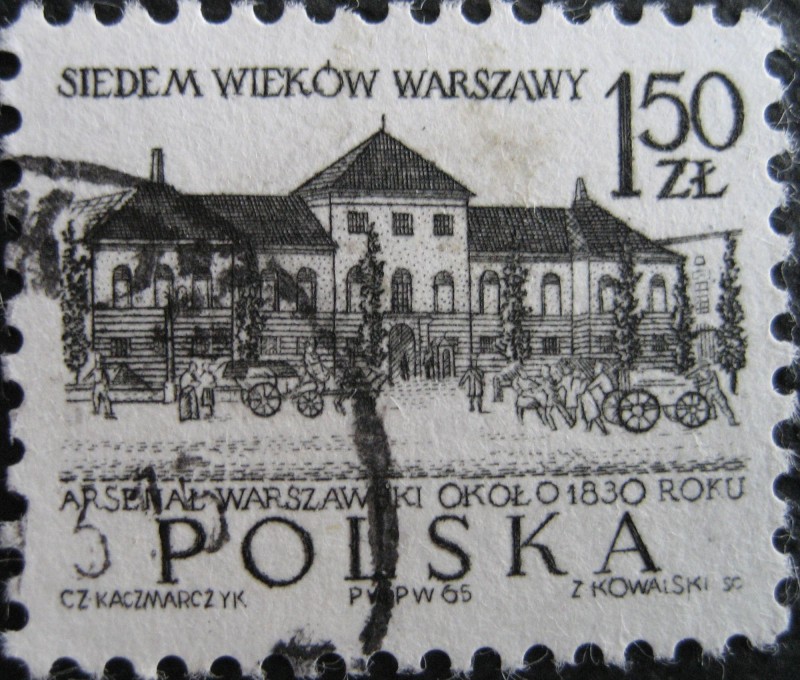 SIEDEM WIEKÓW WARSZAWY
1,50
ZŁ
ARSENAŁ WARSZAWSKI OKOŁO 1830 ROKU
POLSKA
CZ·KACZMARCZYK PWPW 65 Z·KOWALSKI SC